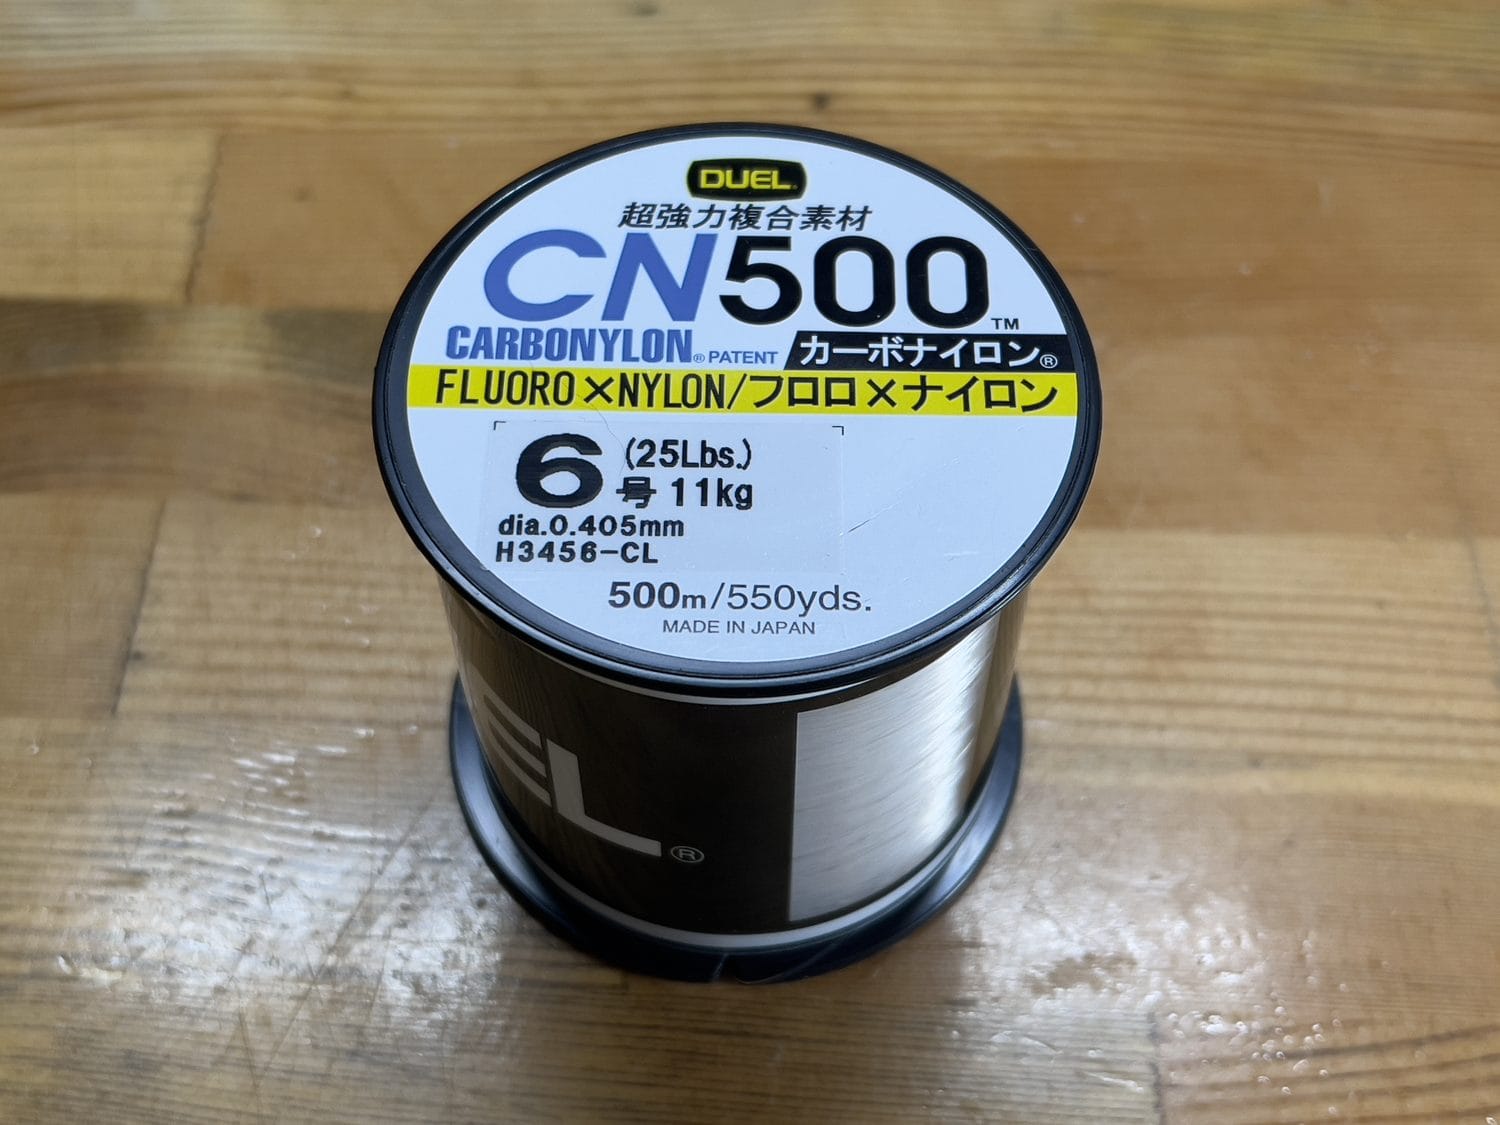 DUEL®
超強力複合素材
CN500™
CARBONYLON® PATENT カーボナイロン®
FLUORO×NYLON/フロロ×ナイロン
6号 (25Lbs.)
11kg
dia.0.405mm
H3456-CL
500m/550yds.
MADE IN JAPAN
UEL®